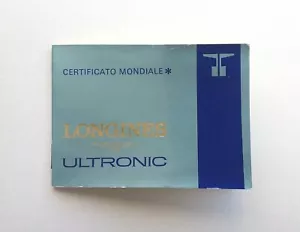 CERTIFICATO MONDIALE*
LONGINES
ULTRONIC